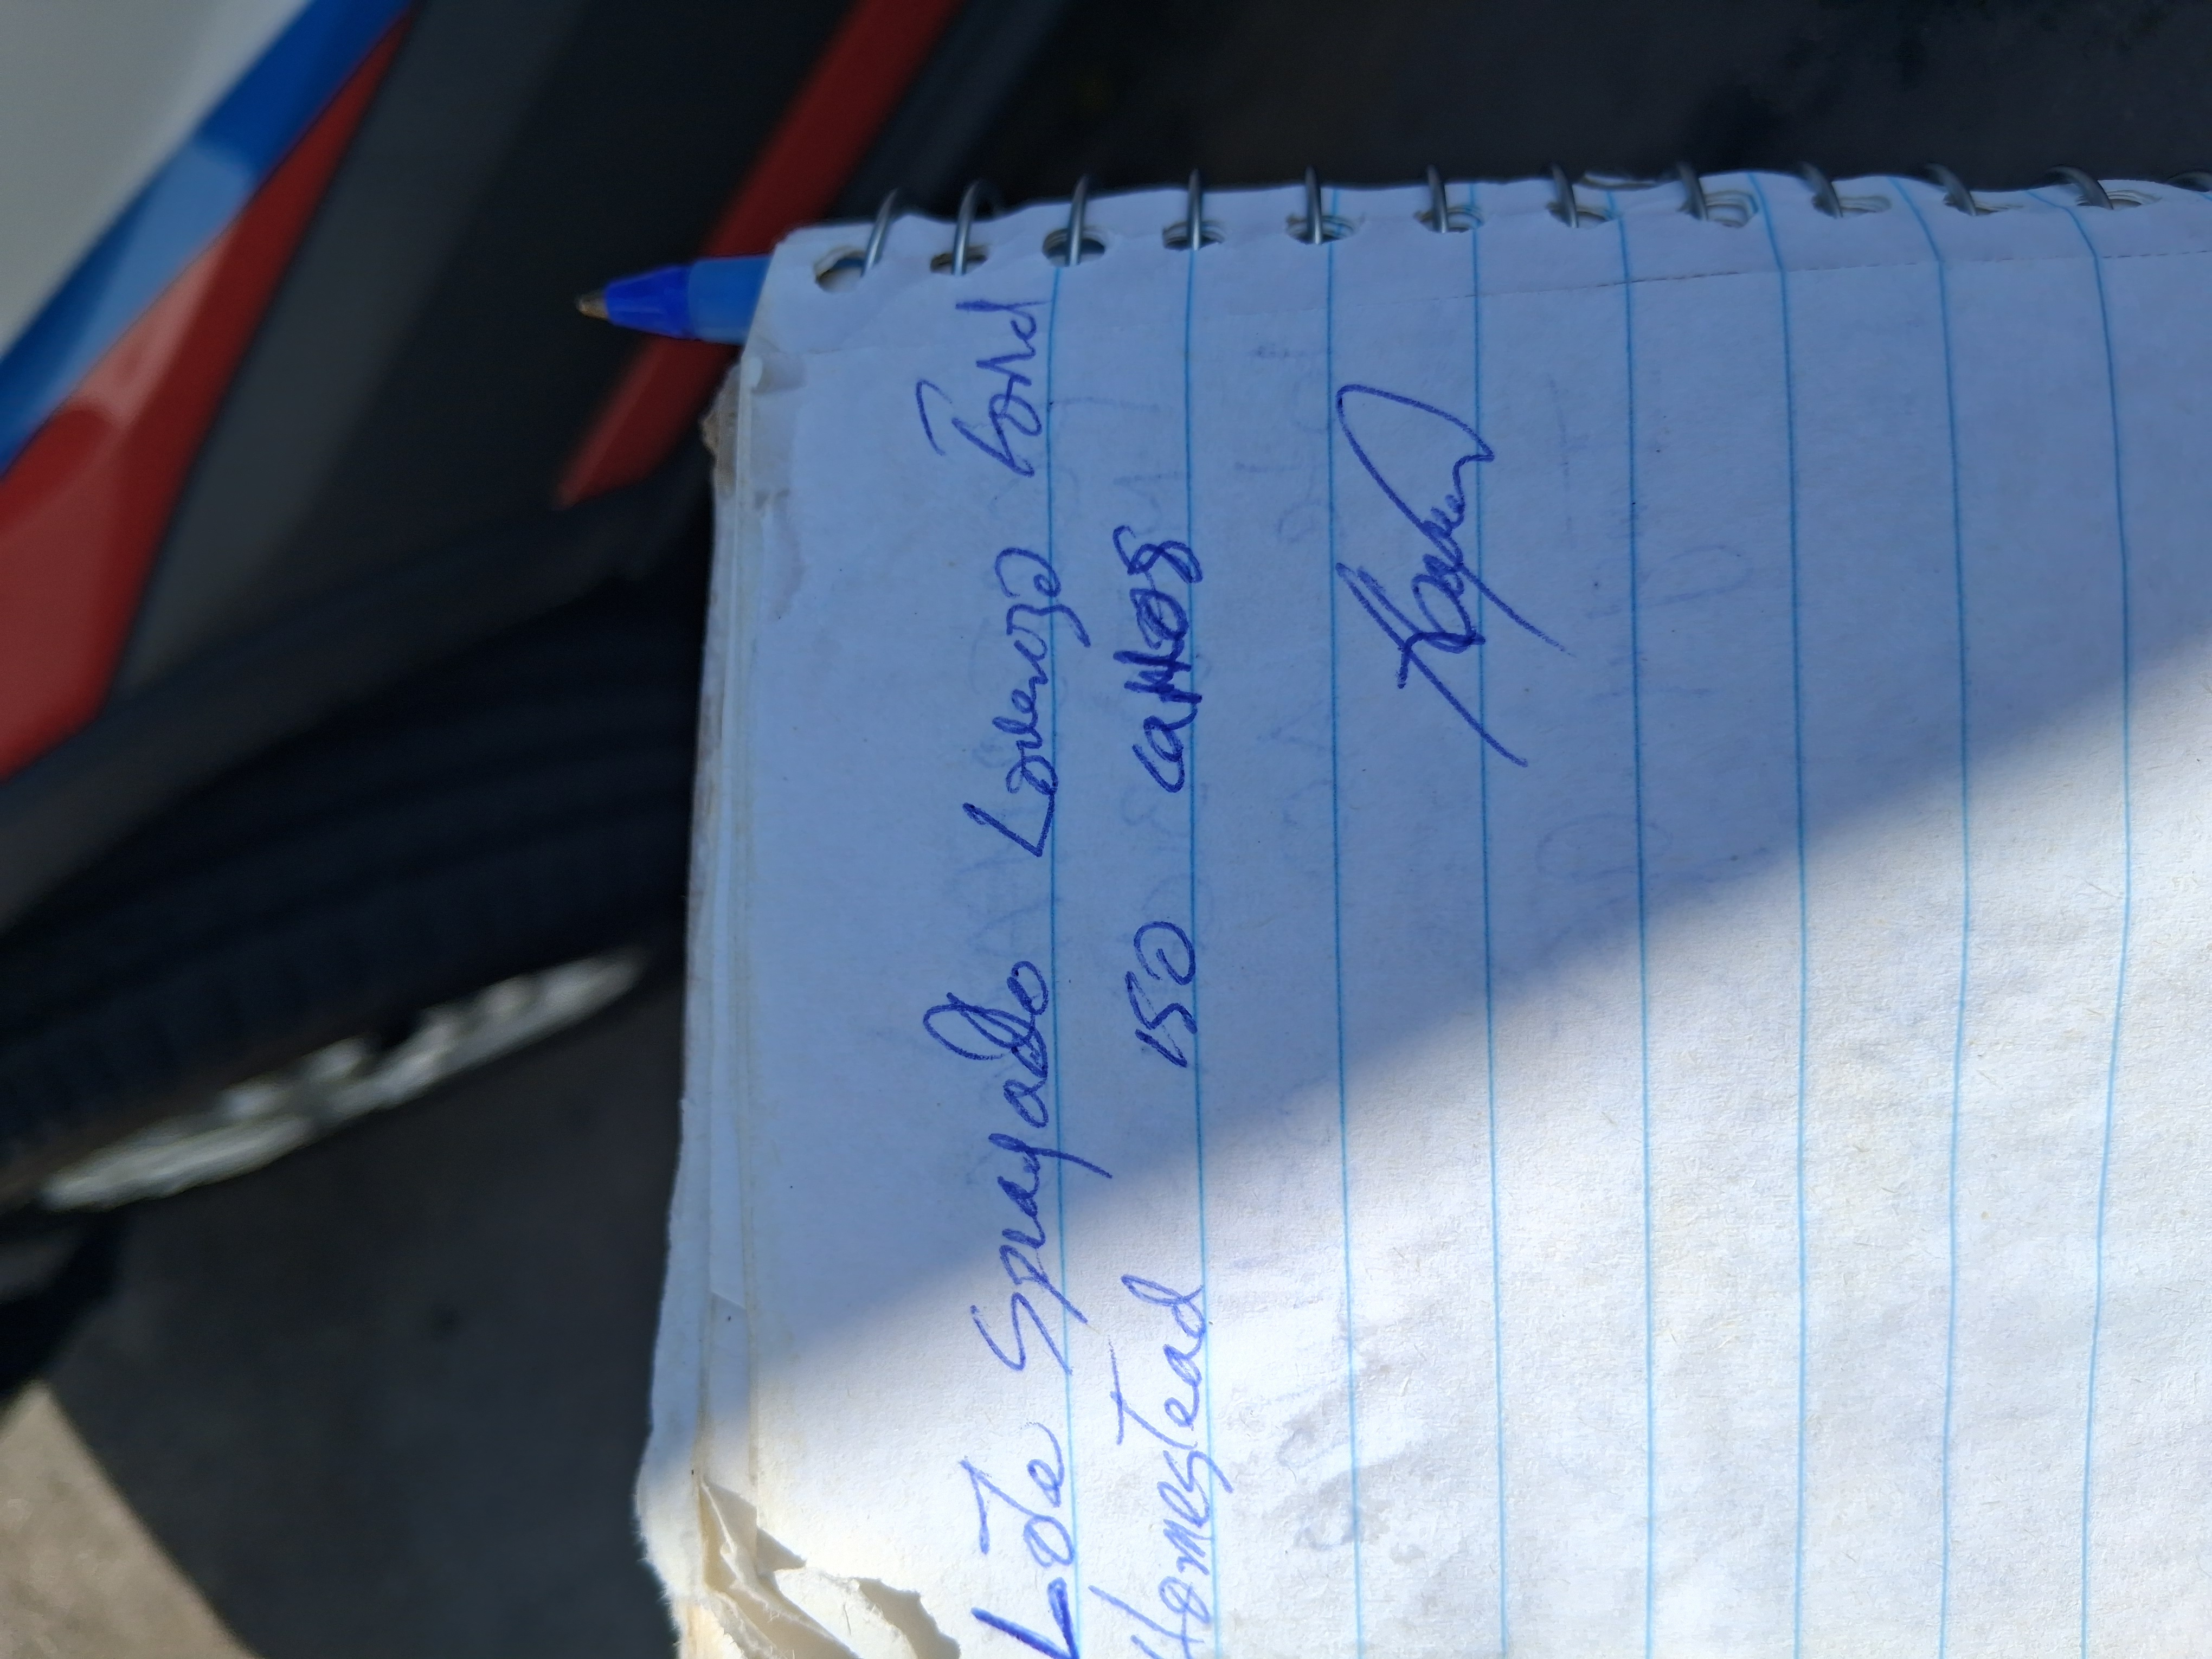 Lote Sprayado Lorenzo Ford
Homestead 150 carros